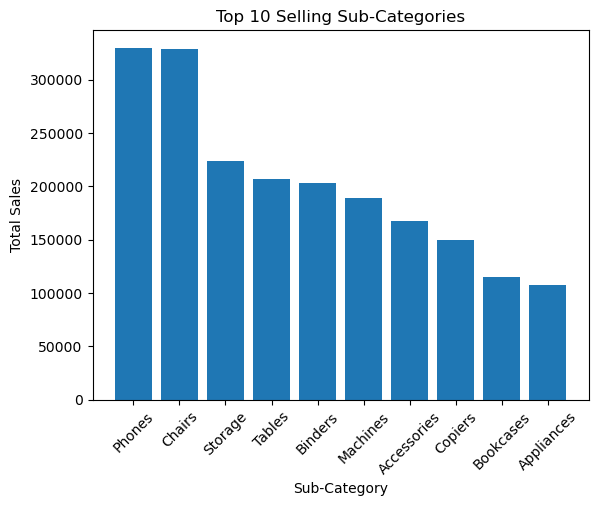 Top 10 Selling Sub-Categories
Total Sales
300000
250000
200000
150000
100000
50000
0
Phones
Chairs
Storage
Tables
Binders
Machines
Accessories
Copiers
Bookcases
Appliances
Sub-Category